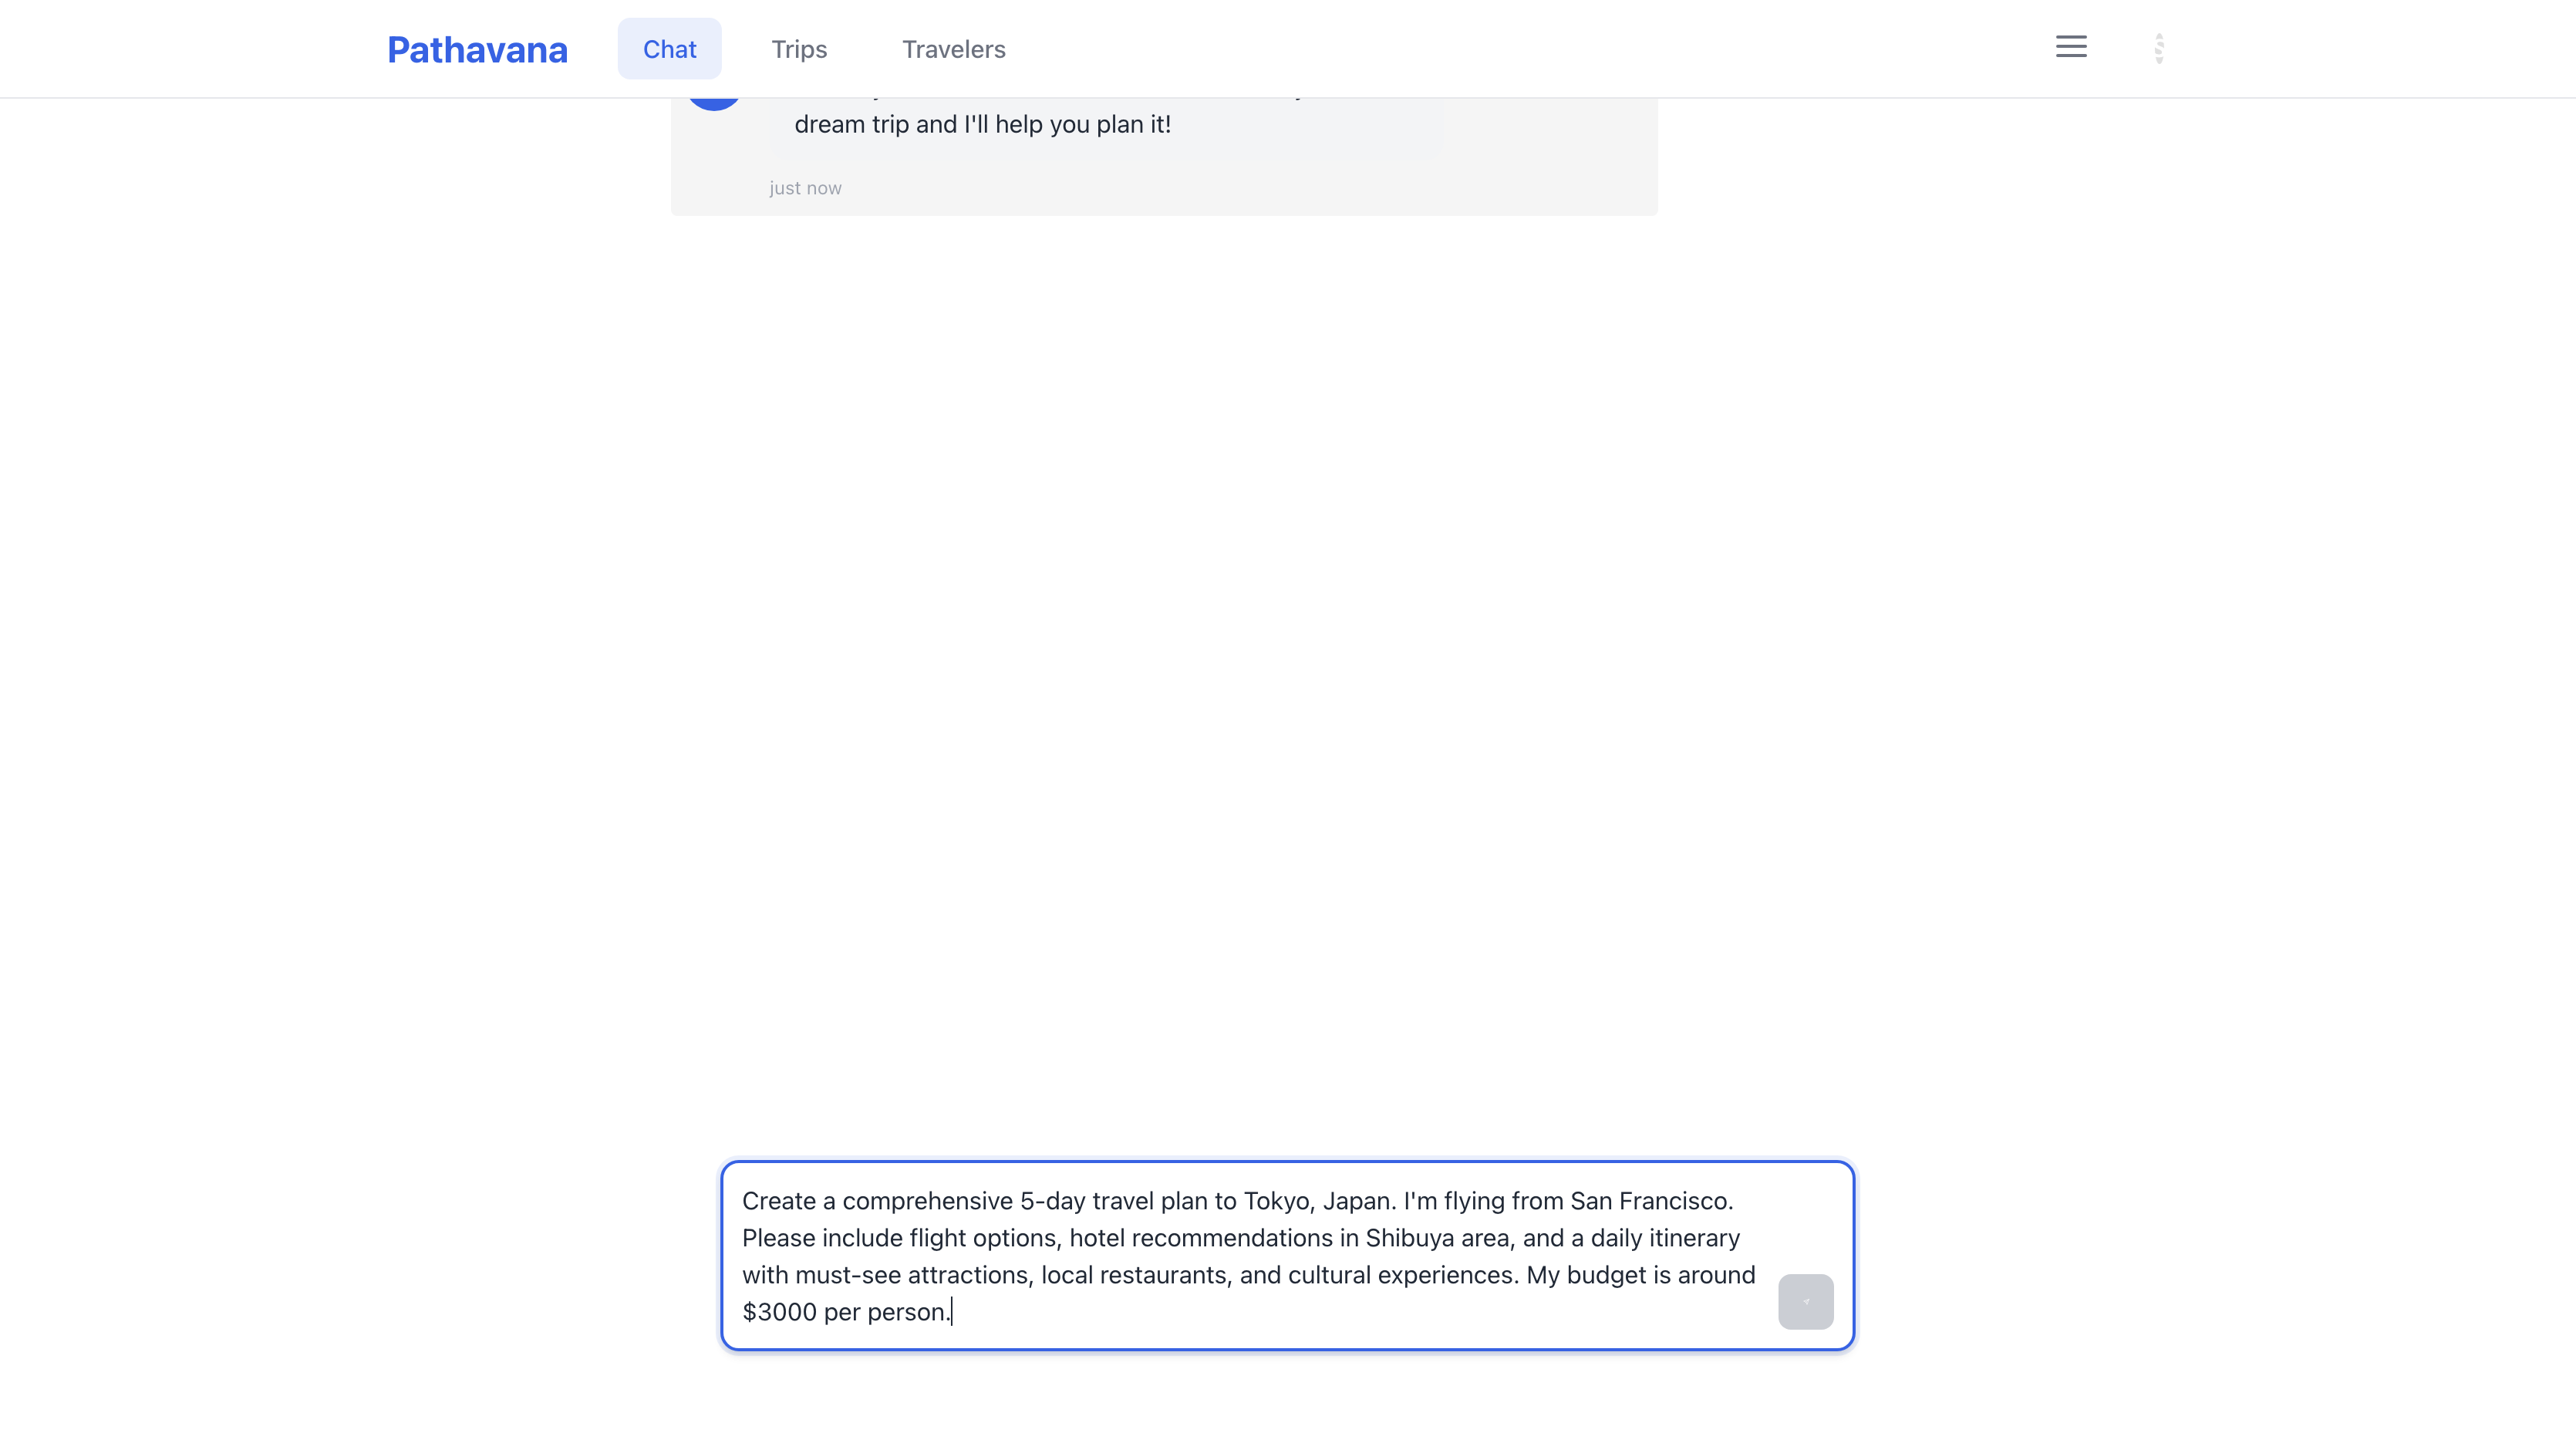 Pathavana
Chat
Trips
Travelers
dream trip and I'll help you plan it!
just now
Create a comprehensive 5-day travel plan to Tokyo, Japan. I'm flying from San Francisco.
Please include flight options, hotel recommendations in Shibuya area, and a daily itinerary
with must-see attractions, local restaurants, and cultural experiences. My budget is around
$3000 per person.